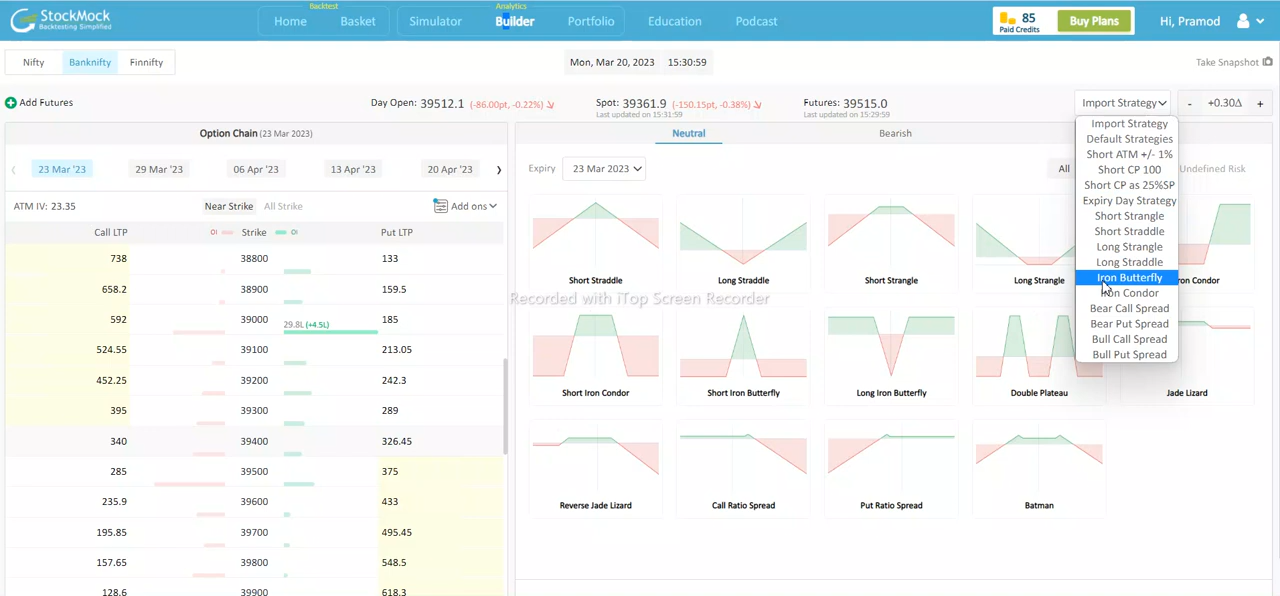 StockMock
Backtesting Simplified
Backtest
Home
Basket
Simulator
Analytics
Builder
Portfolio
Education
Podcast
85
Paid Credits
Buy Plans
Hi, Pramod
Nifty
Banknifty
Finnifty
Mon, Mar 20, 2023
15:30:59
Take Snapshot
Add Futures
Day Open: 39512.1 (-86.00pt, -0.22%)
Spot: 39361.9 (-150.15pt, -0.38%)
Last updated on 15:31:59
Futures: 39515.0
Last updated on 15:29:59
Import Strategy
- +0.30Δ +
Option Chain (23 Mar 2023)
23 Mar '23
29 Mar '23
06 Apr '23
13 Apr '23
20 Apr '23
ATM IV: 23.35
Near Strike
All Strike
Add ons
Call LTP
OI
Strike
OI
Put LTP
738 38800 133
658.2 38900 159.5
592 39000 29.8L (+4.5L) 185
524.55 39100 213.05
452.25 39200 242.3
395 39300 289
340 39400 326.45
285 39500 375
235.9 39600 433
195.85 39700 495.45
157.65 39800 548.5
128.6 39900 618.3
Neutral
Bearish
Expiry
23 Mar 2023
All
Undefined Risk
Short Straddle
Long Straddle
Short Strangle
Long Strangle
on Condor
Short Iron Condor
Short Iron Butterfly
Long Iron Butterfly
Double Plateau
Jade Lizard
Reverse Jade Lizard
Call Ratio Spread
Put Ratio Spread
Batman
Import Strategy
Default Strategies
Short ATM +/- 1%
Short CP 100
Short CP as 25%SP
Expiry Day Strategy
Short Strangle
Short Straddle
Long Strangle
Long Straddle
Iron Butterfly
Iron Condor
Bear Call Spread
Bear Put Spread
Bull Call Spread
Bull Put Spread
Recorded with iTop Screen Recorder